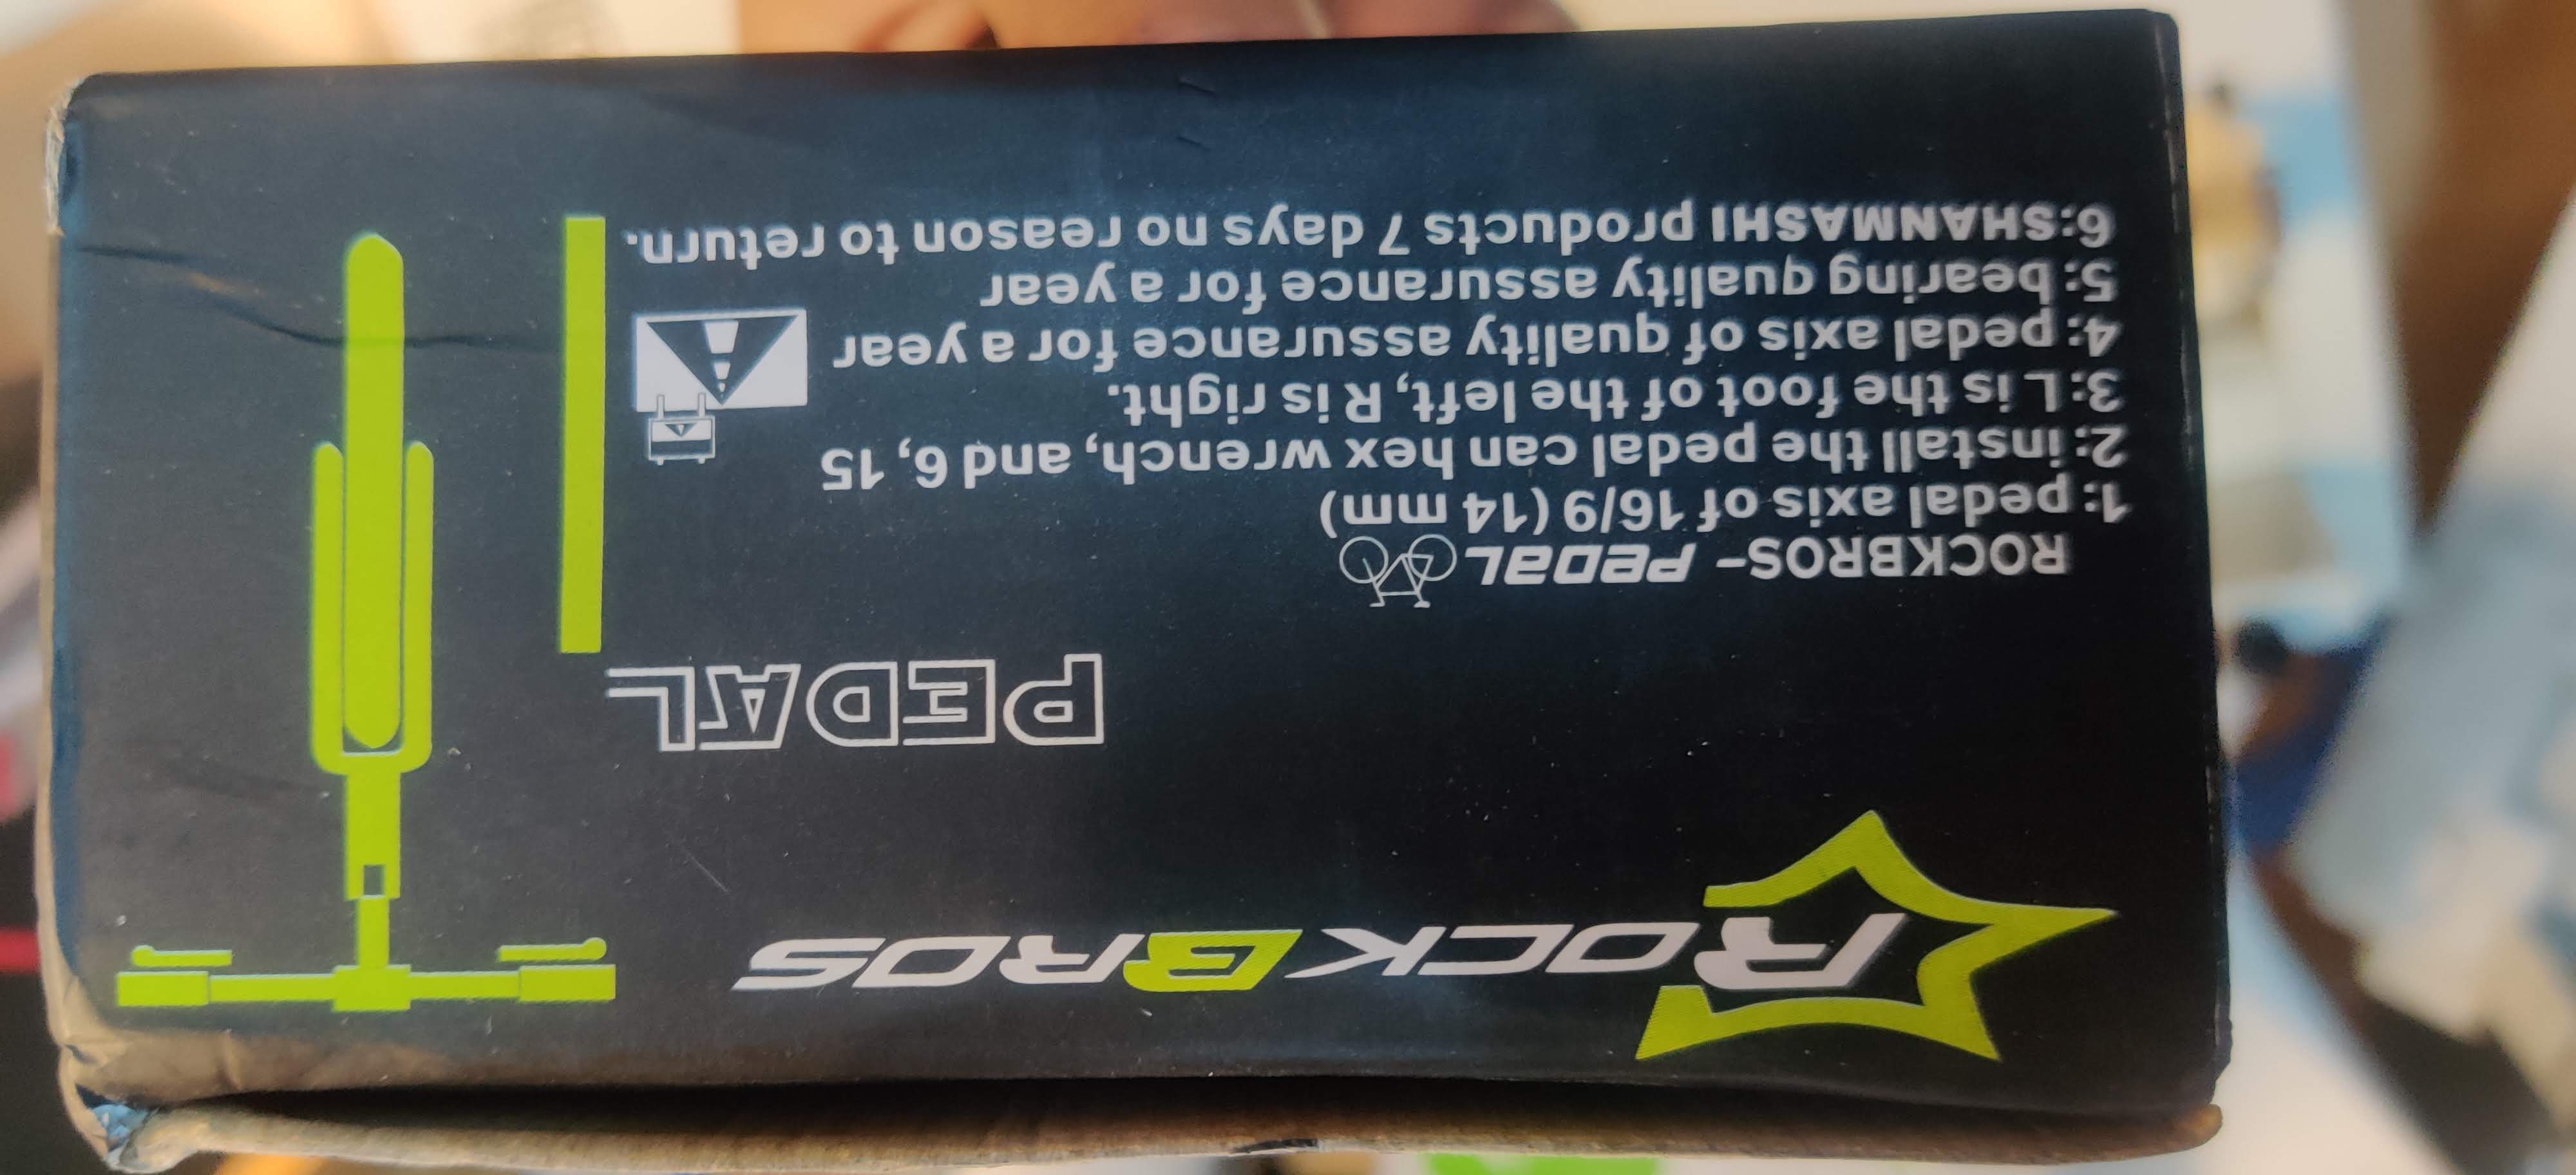 ROCKBROS
PEDAL
ROCKBROS- PEDAL
1: pedal axis of 16/9 (14 mm)
2: install the pedal can hex wrench, and 6, 15
3: L is the foot of the left, R is right.
4: pedal axis of quality assurance for a year
5: bearing quality assurance for a year
6:SHANMASHI products 7 days no reason to return.